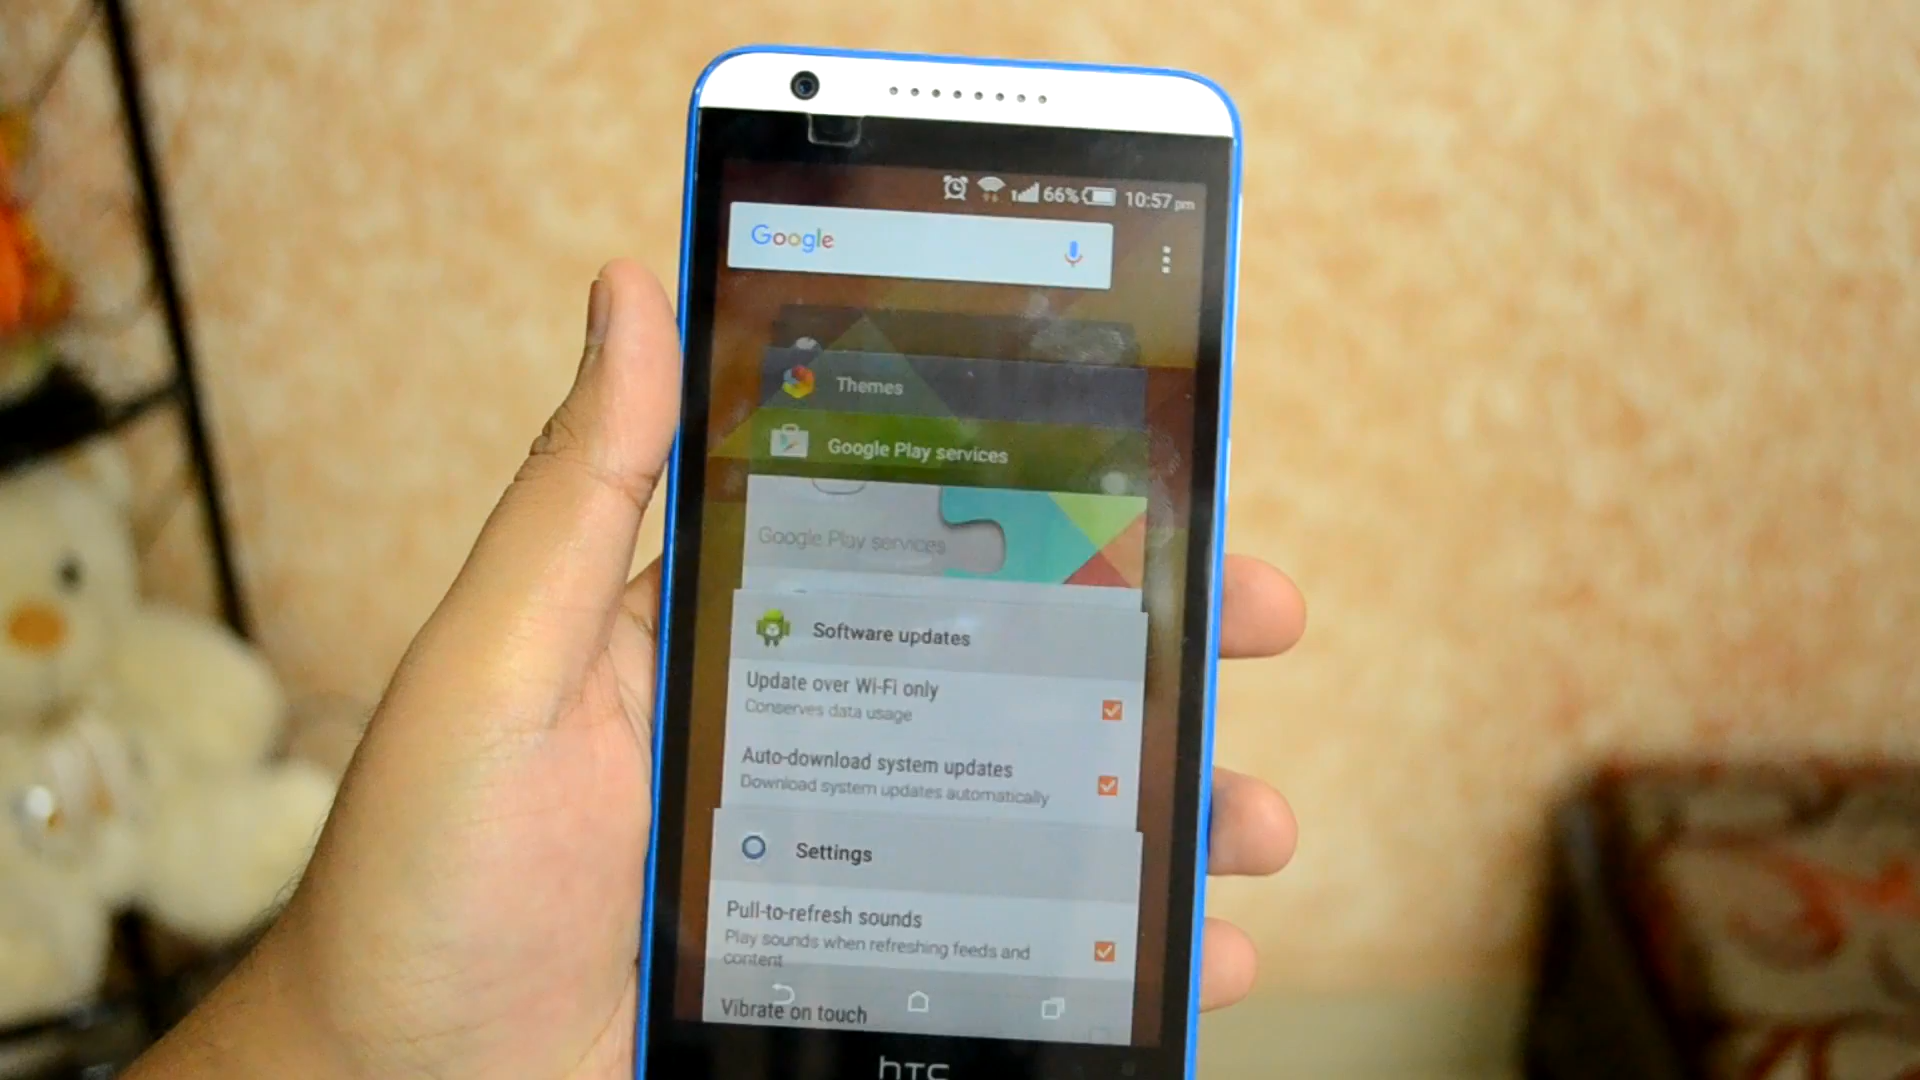 66% 10:57 pm
Google
Themes
Google Play services
Google Play services
Software updates
Update over Wi-Fi only
Conserves data usage
Auto-download system updates
Download system updates automatically
Settings
Pull-to-refresh sounds
Play sounds when refreshing feeds and
content
Vibrate on touch
hTC